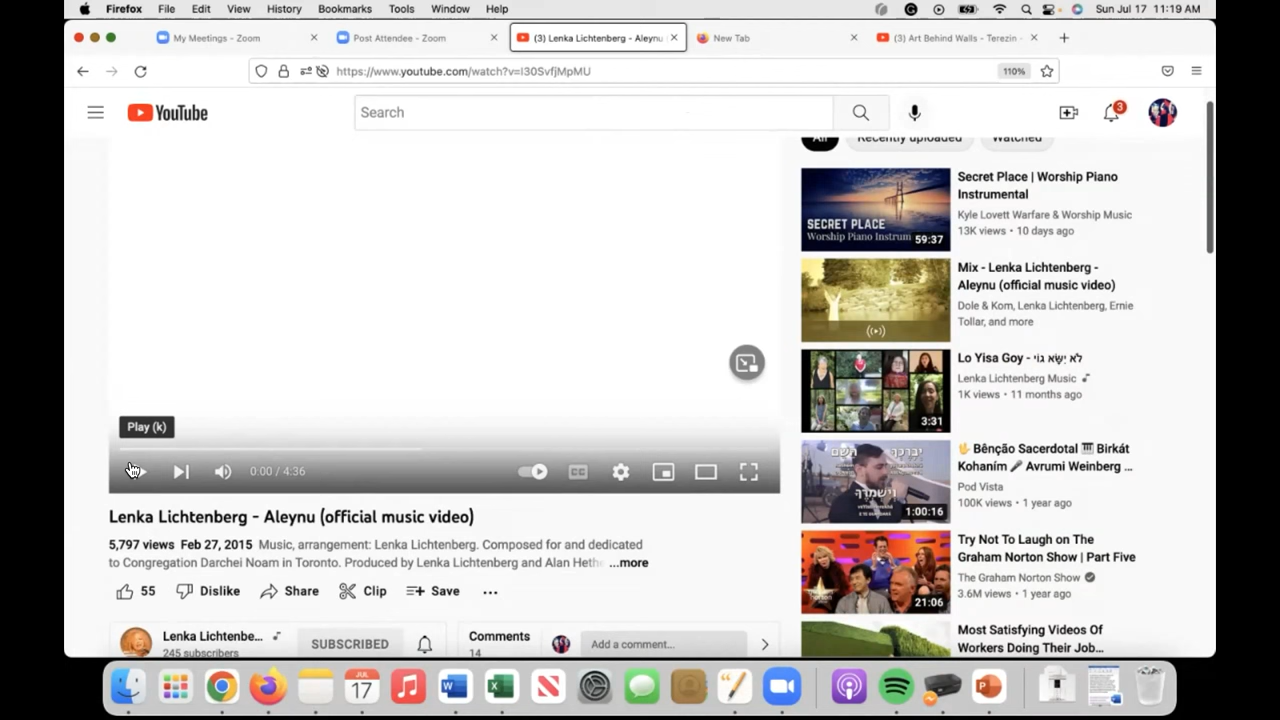 Firefox File Edit View History Bookmarks Tools Window Help Sun Jul 17 11:19 AM
My Meetings - Zoom Post Attendee - Zoom (3) Lenka Lichtenberg - Aleynu New Tab (3) Art Behind Walls - Terezin -
https://www.youtube.com/watch?v=I30SvfjMpMU 110%
YouTube Search 3
All Recently uploaded Watched
Secret Place | Worship Piano
Instrumental
Kyle Lovett Warfare & Worship Music
13K views • 10 days ago
SECRET PLACE
Worship Piano Instrum 59:37
Mix - Lenka Lichtenberg -
Aleynu (official music video)
Dole & Kom, Lenka Lichtenberg, Ernie
Tollar, and more
Lo Yisa Goy - לֹא יִשָּׂא גוֹי
Lenka Lichtenberg Music
1K views • 11 months ago
3:31
🖖 Bênção Sacerdotal 🎹 Birkát
Kohaním 🎤 Avrumi Weinberg ...
Pod Vista
100K views • 1 year ago
יברכך השם
וישמרך
1:00:16
Try Not To Laugh on The
Graham Norton Show | Part Five
The Graham Norton Show
3.6M views • 1 year ago
21:06
Most Satisfying Videos Of
Workers Doing Their Job...
Play (k)
0:00 / 4:36 CC
Lenka Lichtenberg - Aleynu (official music video)
5,797 views Feb 27, 2015 Music, arrangement: Lenka Lichtenberg. Composed for and dedicated
to Congregation Darchei Noam in Toronto. Produced by Lenka Lichtenberg and Alan Hethe ...more
55 Dislike Share Clip Save ...
Lenka Lichtenbe...
245 subscribers
SUBSCRIBED
Comments
14
Add a comment...
JUL
17